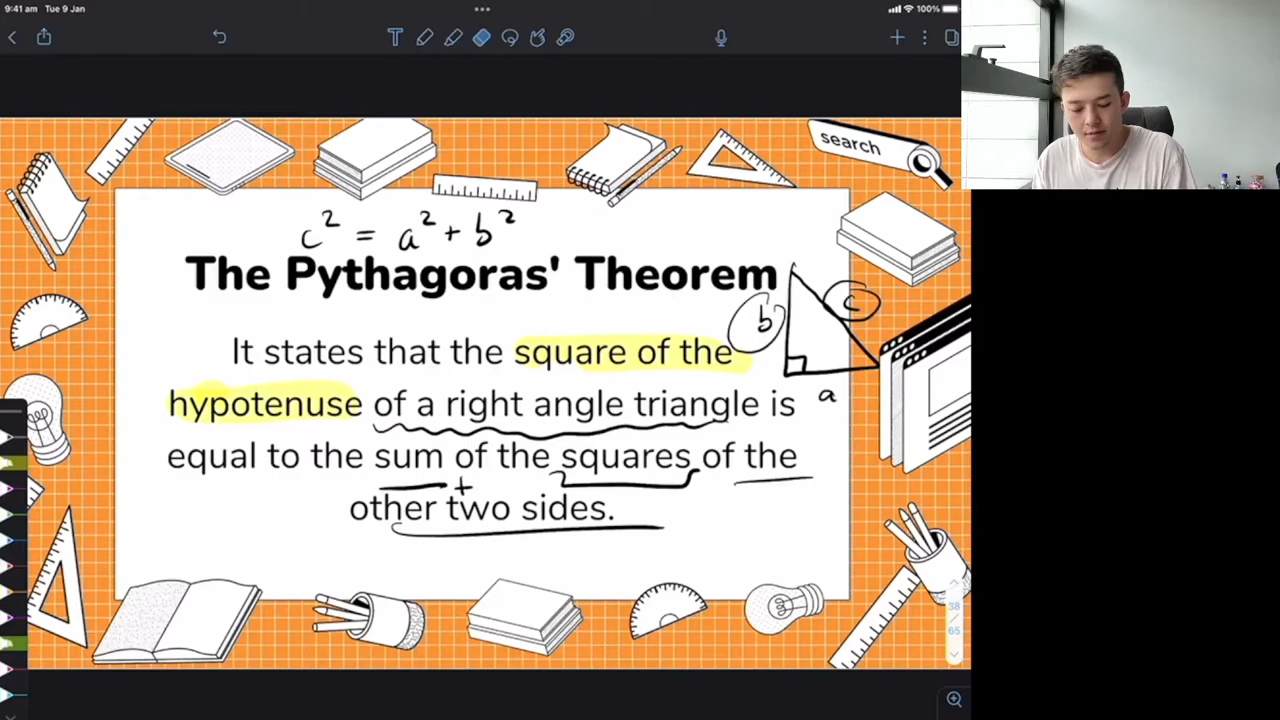 9:41 am Tue 9 Jan
100%
search
c² = a² + b²
The Pythagoras' Theorem
b
c
It states that the square of the
hypotenuse of a right angle triangle is
a
equal to the sum of the squares of the
+
other two sides.
38
/
65